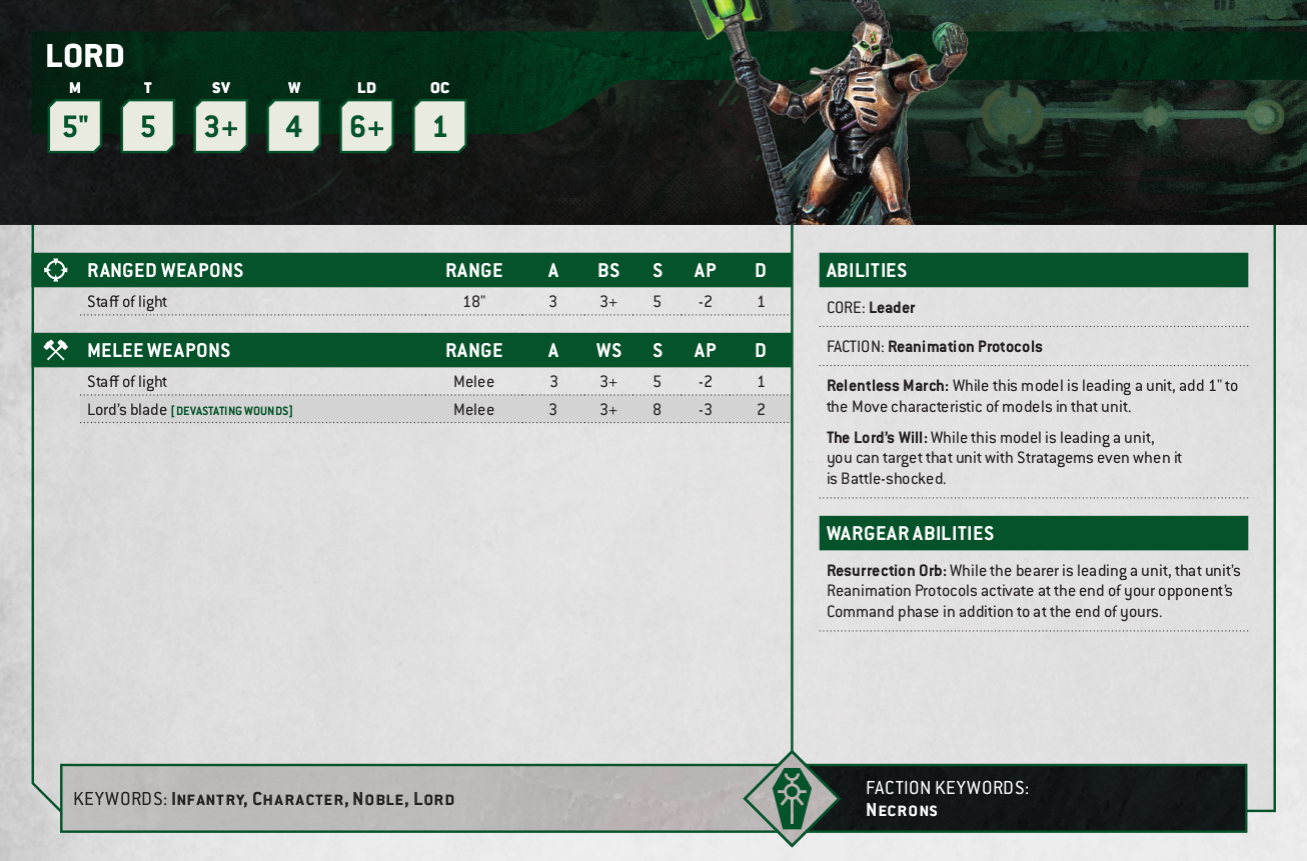 LORD
M T SV W LD OC
5" 5 3+ 4 6+ 1
RANGED WEAPONS RANGE A BS S AP D
Staff of light 18" 3 3+ 5 -2 1
MELEE WEAPONS RANGE A WS S AP D
Staff of light Melee 3 3+ 5 -2 1
Lord's blade [DEVASTATING WOUNDS] Melee 3 3+ 8 -3 2
ABILITIES
CORE: Leader
FACTION: Reanimation Protocols
Relentless March: While this model is leading a unit, add 1" to
the Move characteristic of models in that unit.
The Lord's Will: While this model is leading a unit,
you can target that unit with Stratagems even when it
is Battle-shocked.
WARGEAR ABILITIES
Resurrection Orb: While the bearer is leading a unit, that unit's
Reanimation Protocols activate at the end of your opponent's
Command phase in addition to at the end of yours.
KEYWORDS: INFANTRY, CHARACTER, NOBLE, LORD
FACTION KEYWORDS:
NECRONS